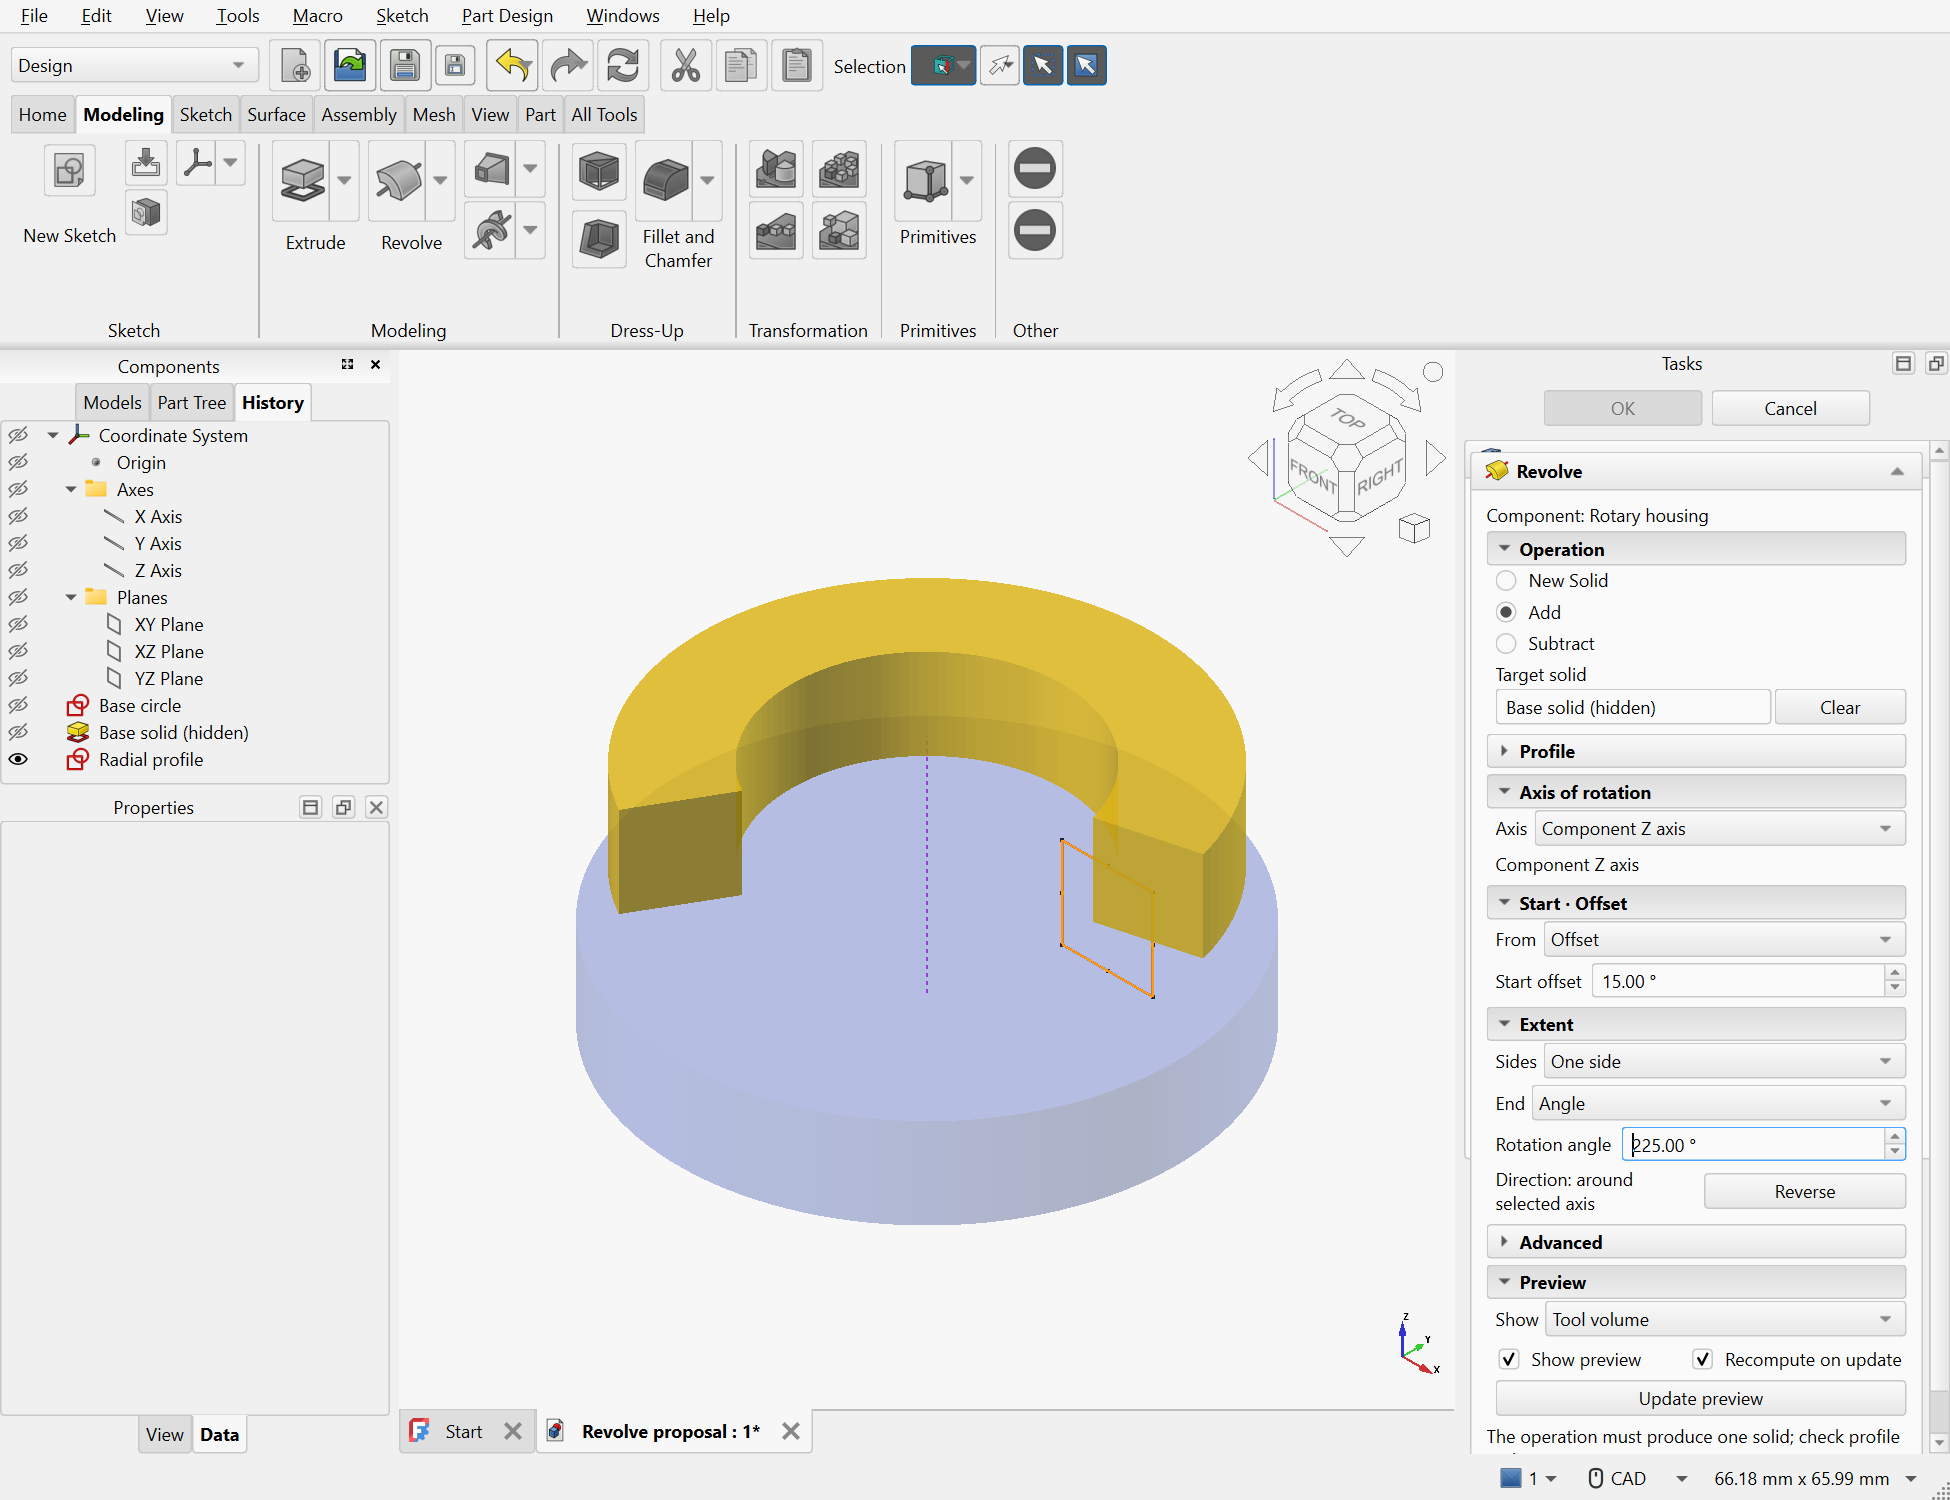 File Edit View Tools Macro Sketch Part Design Windows Help
Design
Selection
Home Modeling Sketch Surface Assembly Mesh View Part All Tools
New Sketch
Extrude
Revolve
Fillet and
Chamfer
Primitives
Sketch Modeling Dress-Up Transformation Primitives Other
Components
Models Part Tree History
Coordinate System
Origin
Axes
X Axis
Y Axis
Z Axis
Planes
XY Plane
XZ Plane
YZ Plane
Base circle
Base solid (hidden)
Radial profile
Properties
View Data
TOP
FRONT
RIGHT
Z
Y
X
Start
Revolve proposal : 1*
Tasks
OK Cancel
Revolve
Component: Rotary housing
Operation
New Solid
Add
Subtract
Target solid
Base solid (hidden) Clear
Profile
Axis of rotation
Axis Component Z axis
Component Z axis
Start · Offset
From Offset
Start offset 15.00 °
Extent
Sides One side
End Angle
Rotation angle 225.00 °
Direction: around
selected axis
Reverse
Advanced
Preview
Show Tool volume
Show preview Recompute on update
Update preview
The operation must produce one solid; check profile
1 CAD 66.18 mm x 65.99 mm